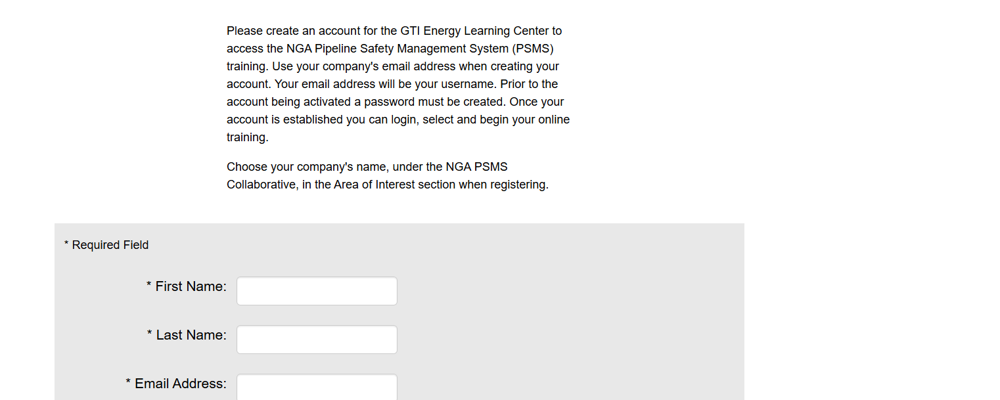 Please create an account for the GTI Energy Learning Center to
access the NGA Pipeline Safety Management System (PSMS)
training. Use your company's email address when creating your
account. Your email address will be your username. Prior to the
account being activated a password must be created. Once your
account is established you can login, select and begin your online
training.
Choose your company's name, under the NGA PSMS
Collaborative, in the Area of Interest section when registering.
* Required Field
* First Name:
* Last Name:
* Email Address: